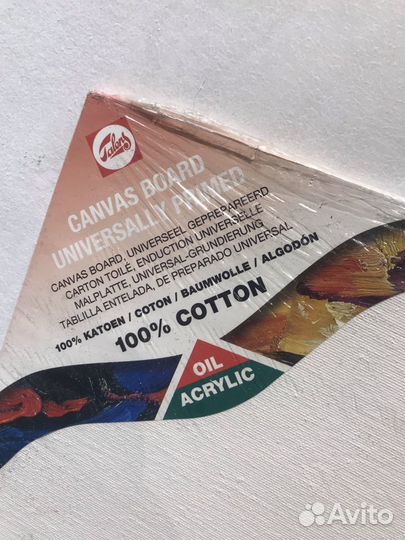 Talens
CANVAS BOARD
UNIVERSALLY PRIMED
CANVAS BOARD, UNIVERSEEL GEPREPAREERD
CARTON TOILÉ, ENDUCTION UNIVERSELLE
MALPLATTE, UNIVERSAL-GRUNDIERUNG
TABLILLA ENTELADA, DE PREPARADO UNIVERSAL
100% KATOEN / COTON / BAUMWOLLE / ALGODÓN
100% COTTON
OIL
ACRYLIC
Avito